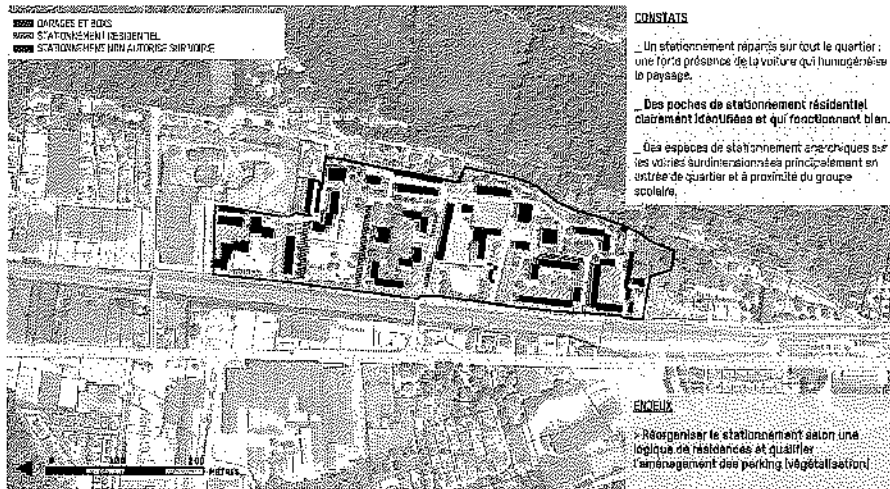 GARAGES ET BOXS
STATIONNEMENT RESIDENTIEL
STATIONNEMENT NON AUTORISE SUR VOIRIE
CONSTATS
_ Un stationnement répartis sur tout le quartier :
une forte présence de la voiture qui homogénéise
le paysage.
_ Des poches de stationnement résidentiel
clairement identifiées et qui fonctionnent bien.
_ Des espaces de stationnement anarchiques sur
les voiries surdimensionnées principalement en
entrée de quartier et à proximité du groupe
scolaire.
ENJEUX
> Réorganiser le stationnement selon une
logique de résidences et qualifier
l'aménagement des parking (végétalisation)
0 100 200
METRES